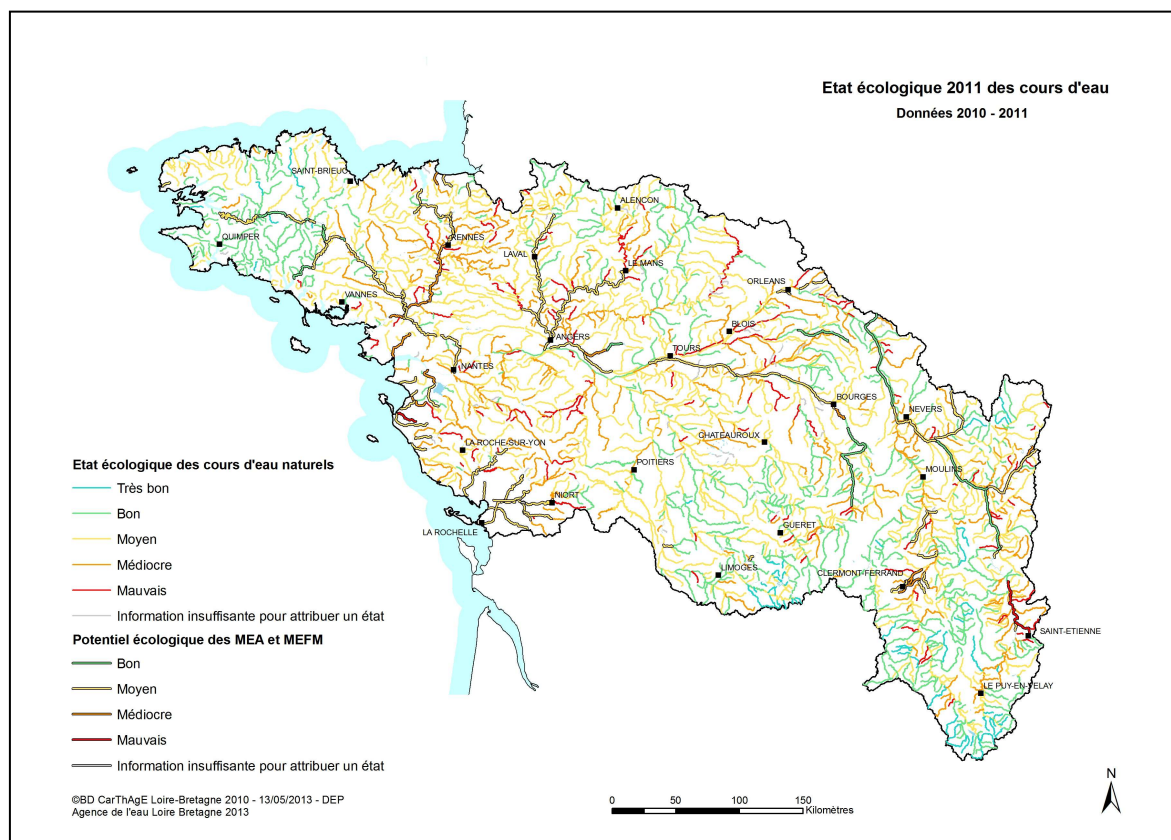 Etat écologique 2011 des cours d'eau
Données 2010 - 2011
SAINT-BRIEUC
ALENCON
QUIMPER
RENNES
LAVAL
LE MANS
ORLEANS
VANNES
BLOIS
ANGERS
TOURS
NANTES
BOURGES
NEVERS
CHATEAUROUX
LA ROCHE-SUR-YON
POITIERS
MOULINS
NIORT
LA ROCHELLE
GUERET
LIMOGES
CLERMONT-FERRAND
SAINT-ETIENNE
LE PUY-EN-VELAY
Etat écologique des cours d'eau naturels
Très bon
Bon
Moyen
Médiocre
Mauvais
Information insuffisante pour attribuer un état
Potentiel écologique des MEA et MEFM
Bon
Moyen
Médiocre
Mauvais
Information insuffisante pour attribuer un état
©BD CarThAgE Loire-Bretagne 2010 - 13/05/2013 - DEP
Agence de l'eau Loire Bretagne 2013
0 50 100 150
Kilomètres
N